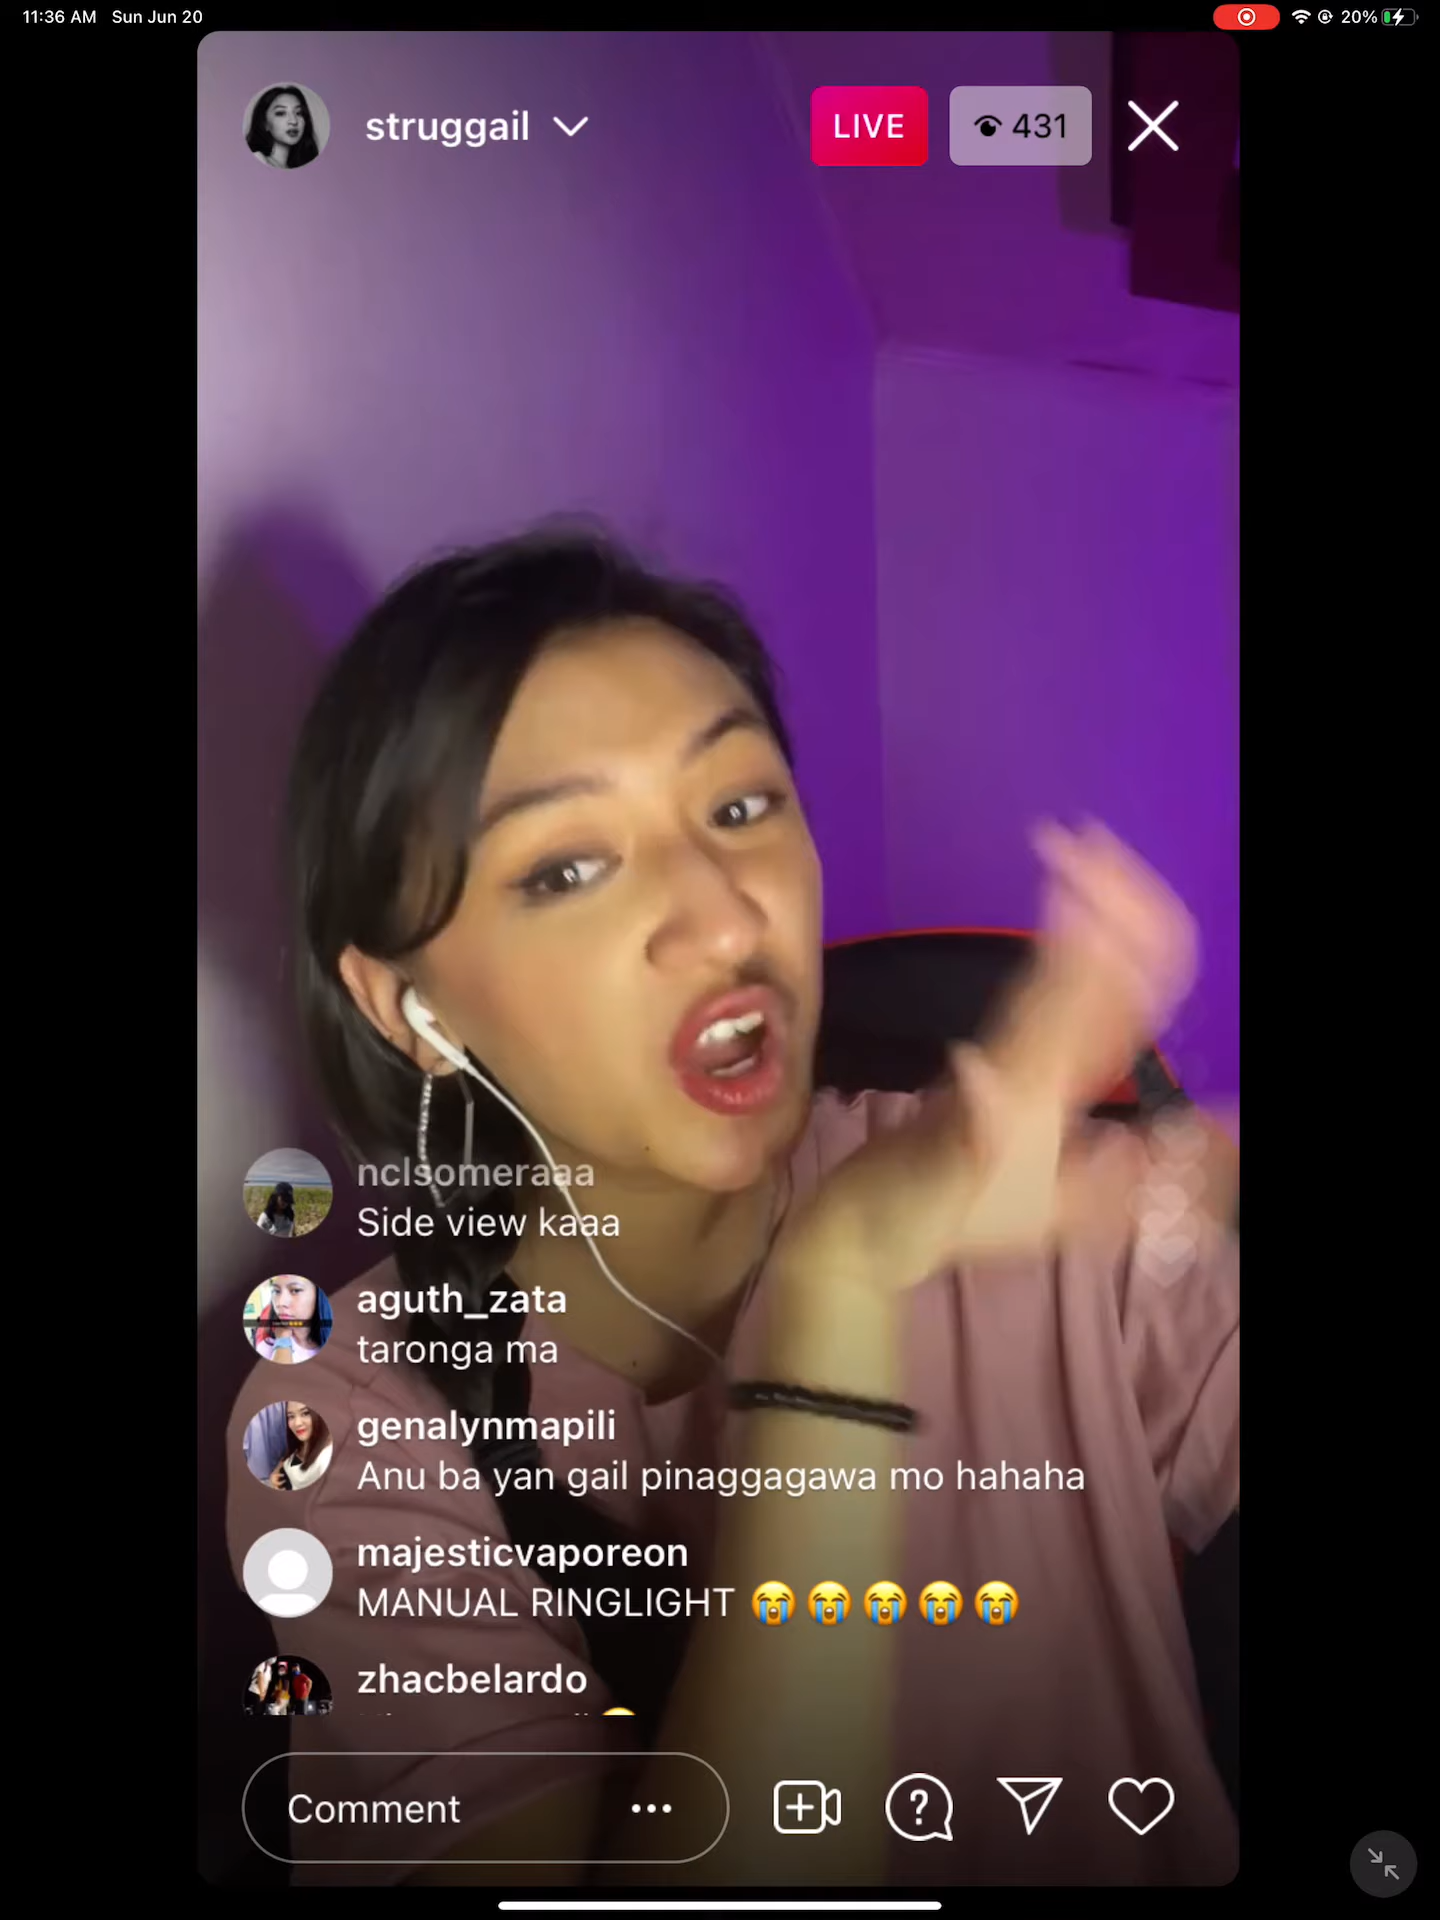 11:36 AM Sun Jun 20
20%
struggail
LIVE
431
nclsomeraaa
Side view kaaa
aguth_zata
taronga ma
genalynmapili
Anu ba yan gail pinaggagawa mo hahaha
majesticvaporeon
MANUAL RINGLIGHT 😭😭😭😭😭
zhacbelardo
Comment